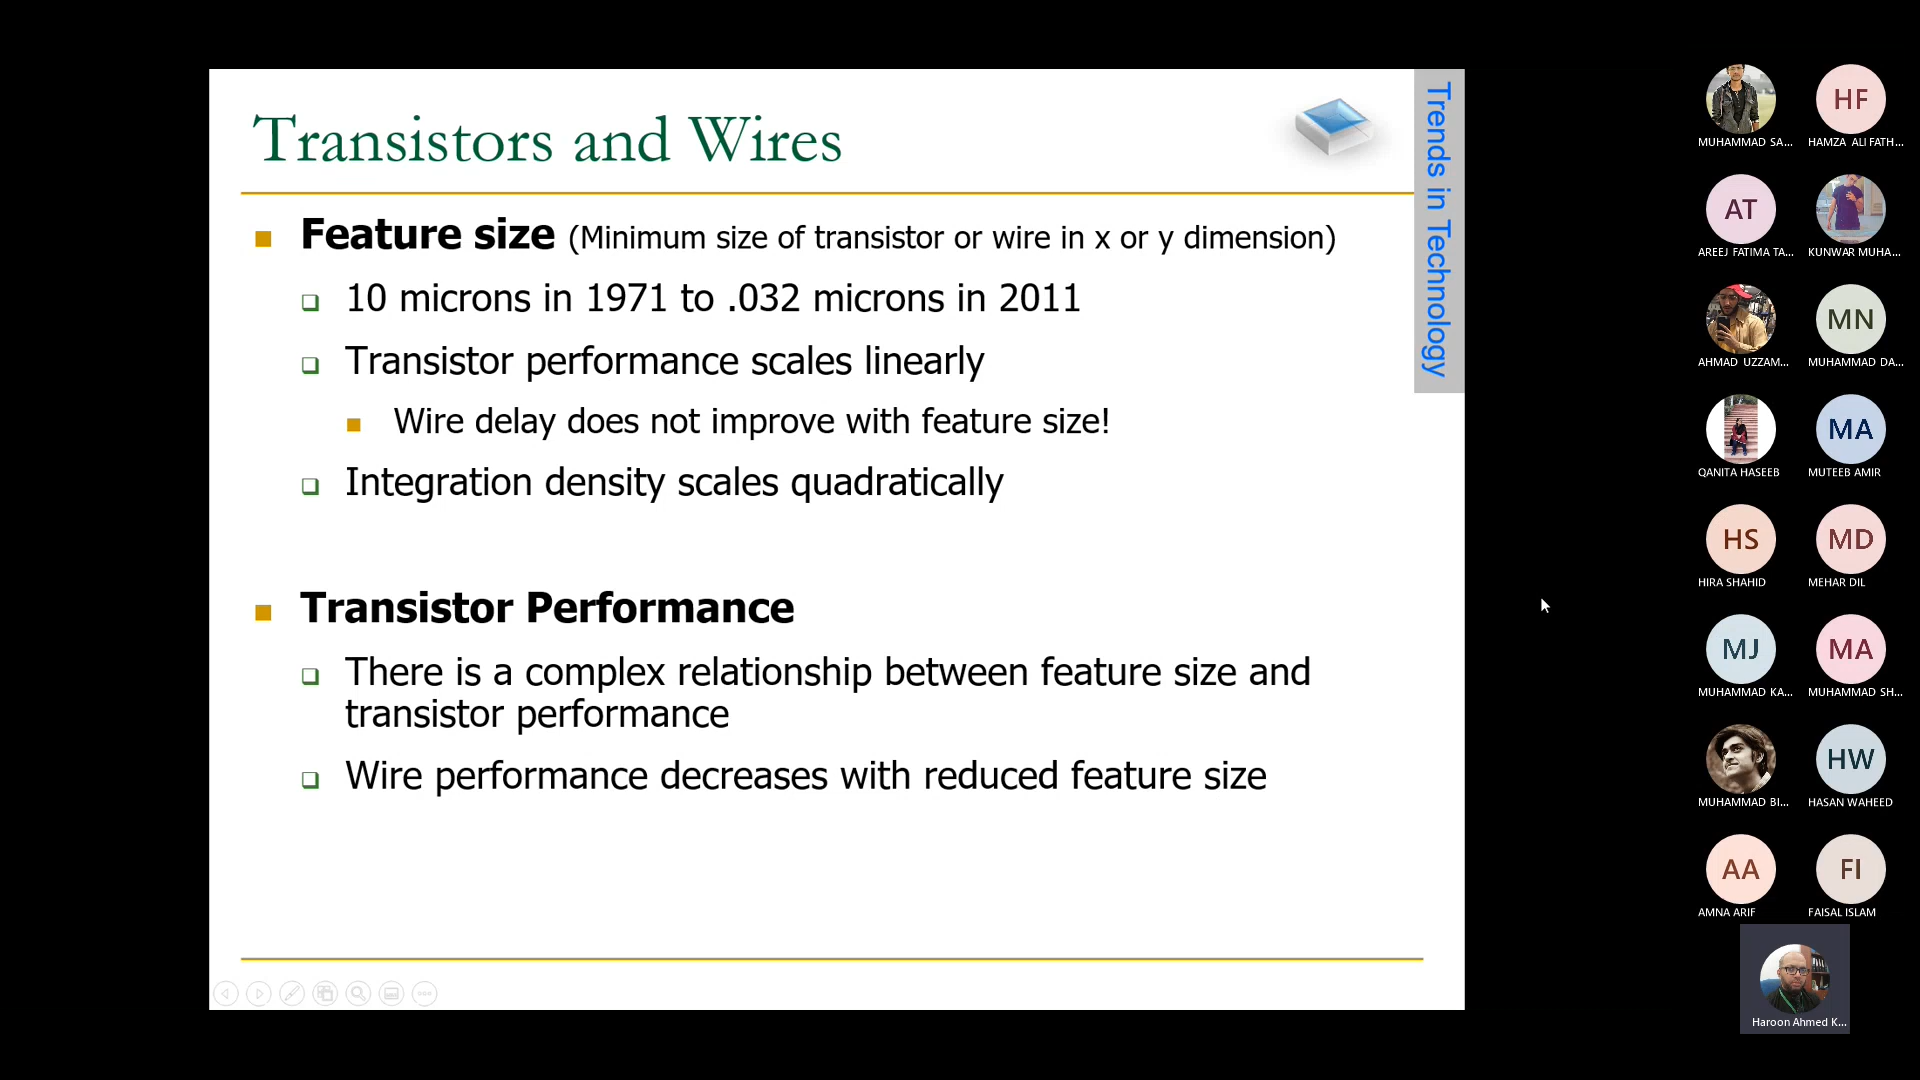 Transistors and Wires
Trends in Technology
Feature size (Minimum size of transistor or wire in x or y dimension)
10 microns in 1971 to .032 microns in 2011
Transistor performance scales linearly
Wire delay does not improve with feature size!
Integration density scales quadratically
Transistor Performance
There is a complex relationship between feature size and
transistor performance
Wire performance decreases with reduced feature size
MUHAMMAD SA...
HF
HAMZA ALI FATH...
AT
AREEJ FATIMA TA...
KUNWAR MUHA...
AHMAD UZZAM...
MN
MUHAMMAD DA...
QANITA HASEEB
MA
MUTEEB AMIR
HS
HIRA SHAHID
MD
MEHAR DIL
MJ
MUHAMMAD KA...
MA
MUHAMMAD SH...
MUHAMMAD BI...
HW
HASAN WAHEED
AA
AMNA ARIF
FI
FAISAL ISLAM
Haroon Ahmed K...